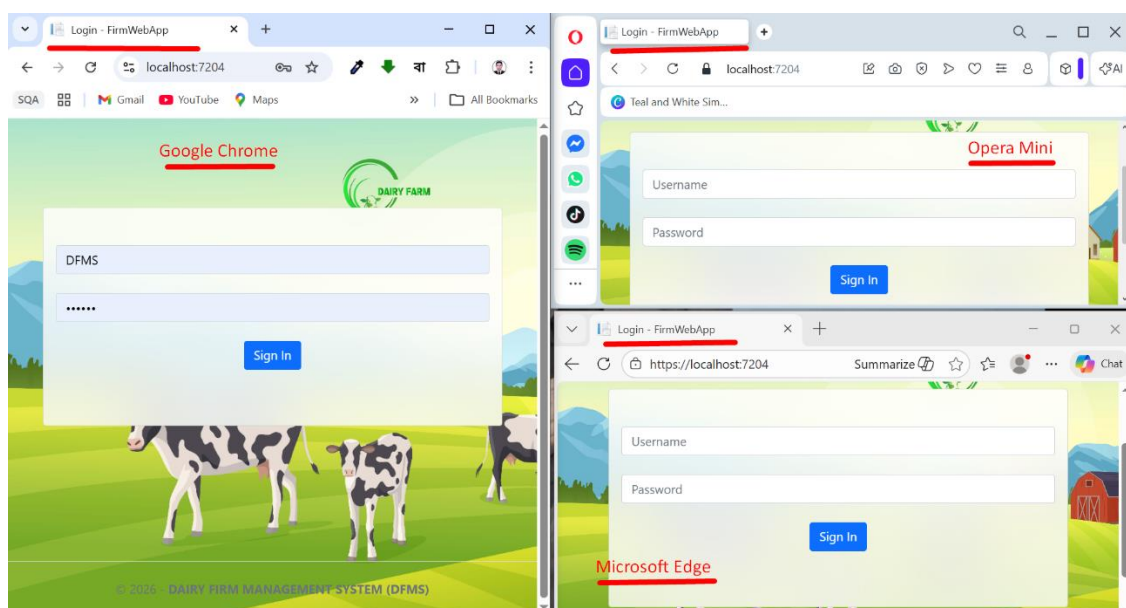 Login - FirmWebApp
localhost:7204
বা
SQA
Gmail
YouTube
Maps
»
All Bookmarks
Google Chrome
DAIRY FARM
DFMS
••••••
Sign In
© 2026 - DAIRY FIRM MANAGEMENT SYSTEM (DFMS)
Login - FirmWebApp
localhost:7204
AI
Teal and White Sim...
Opera Mini
Username
Password
Sign In
Login - FirmWebApp
https://localhost:7204
Summarize
Chat
Username
Password
Sign In
Microsoft Edge